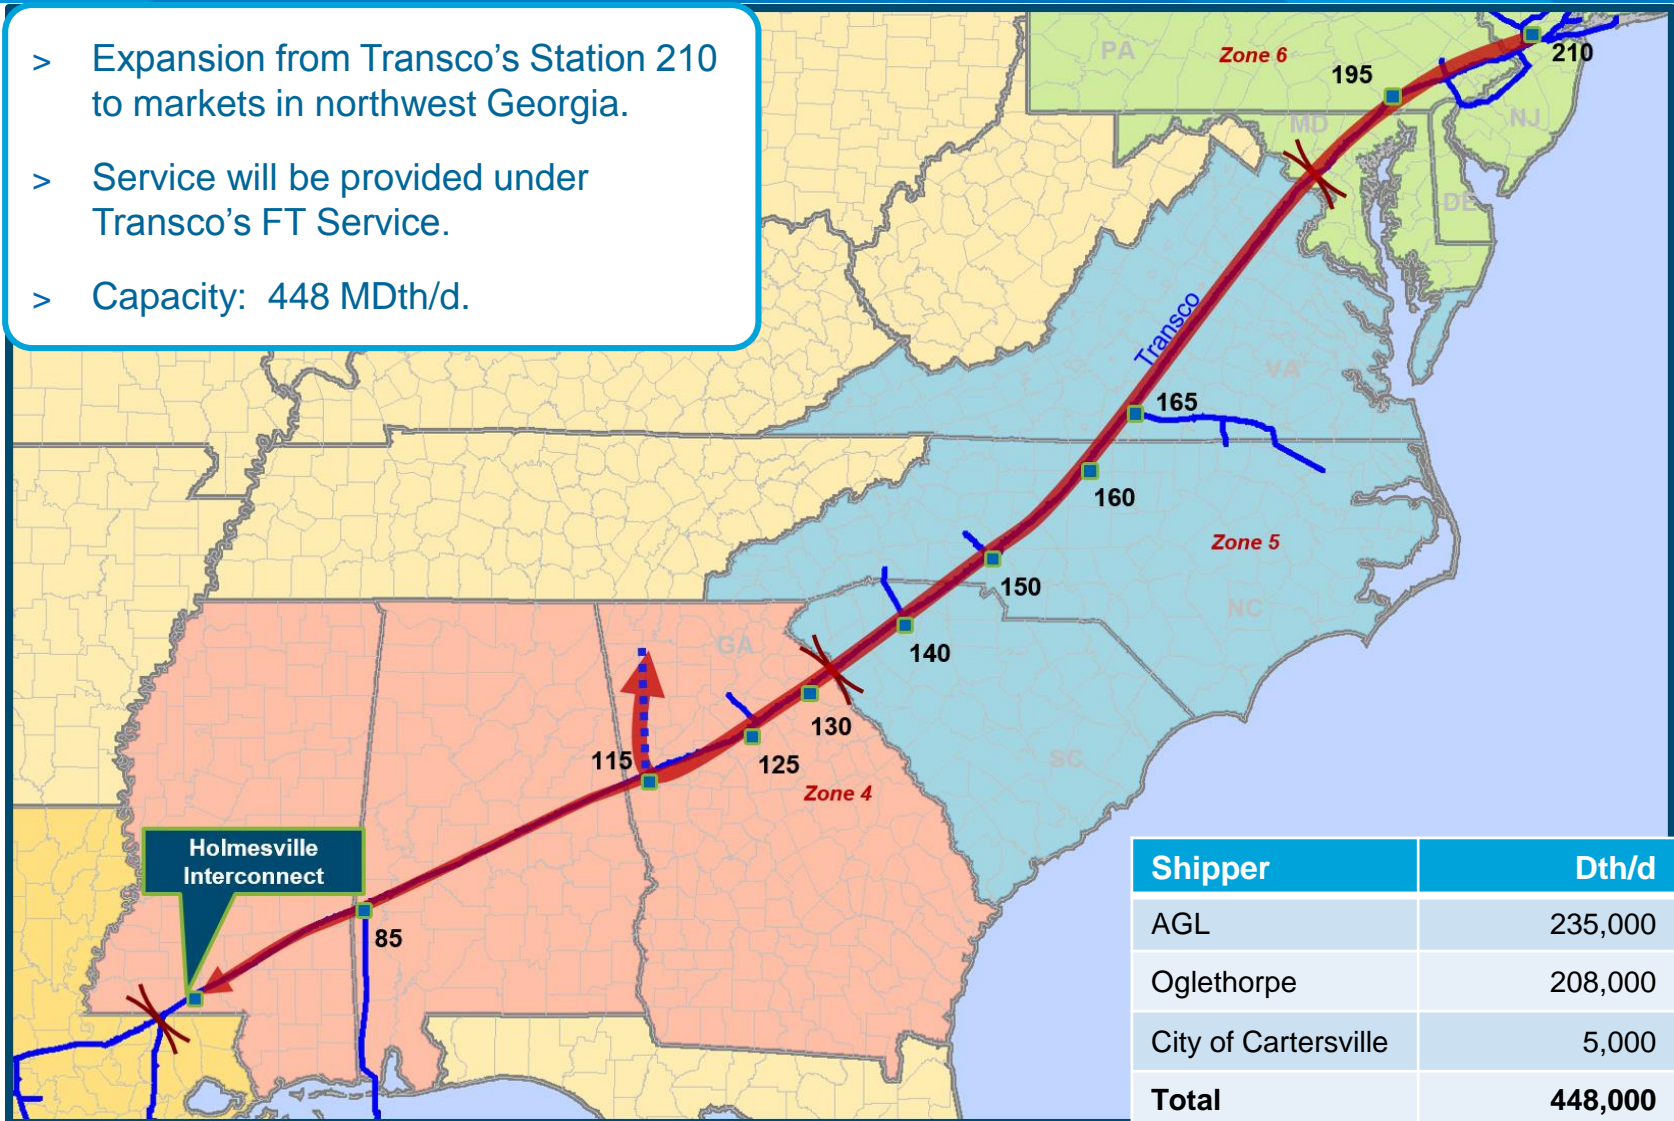 > Expansion from Transco's Station 210
to markets in northwest Georgia.
> Service will be provided under
Transco's FT Service.
> Capacity: 448 MDth/d.
PA
Zone 6
195
210
MD
NJ
DE
Transco
VA
165
160
Zone 5
150
NC
GA
140
130
115
125
SC
Zone 4
Holmesville
Interconnect
85
Shipper Dth/d
AGL 235,000
Oglethorpe 208,000
City of Cartersville 5,000
Total 448,000